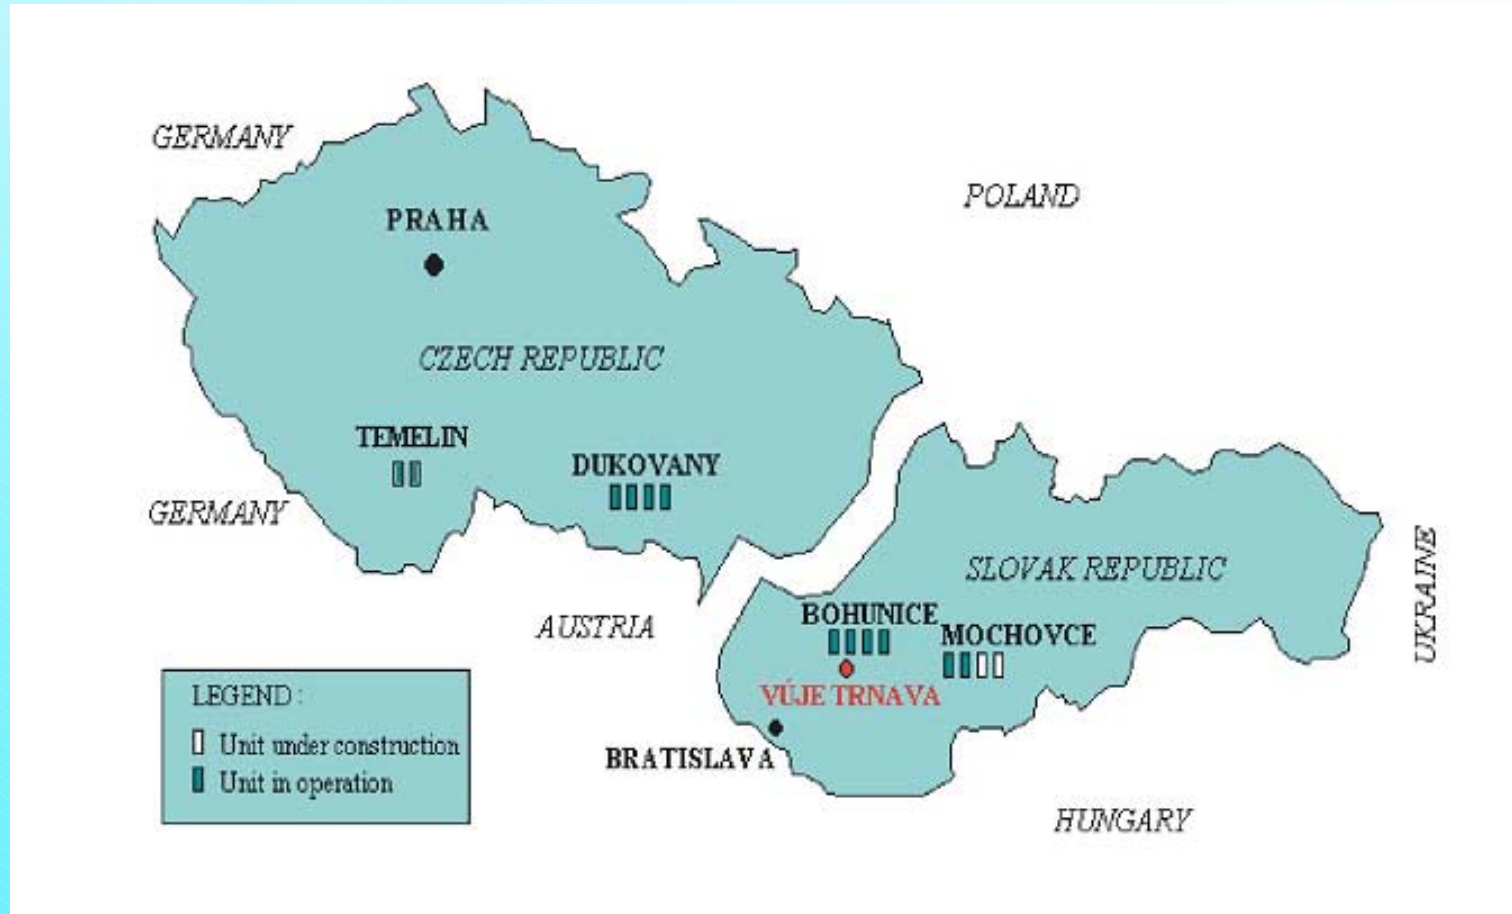 GERMANY
POLAND
PRAHA
CZECH REPUBLIC
TEMELIN
DUKOVANY
GERMANY
SLOVAK REPUBLIC
UKRAINE
AUSTRIA
BOHUNICE
MOCHOVCE
VÚJE TRNAVA
BRATISLAVA
HUNGARY
LEGEND :
Unit under construction
Unit in operation